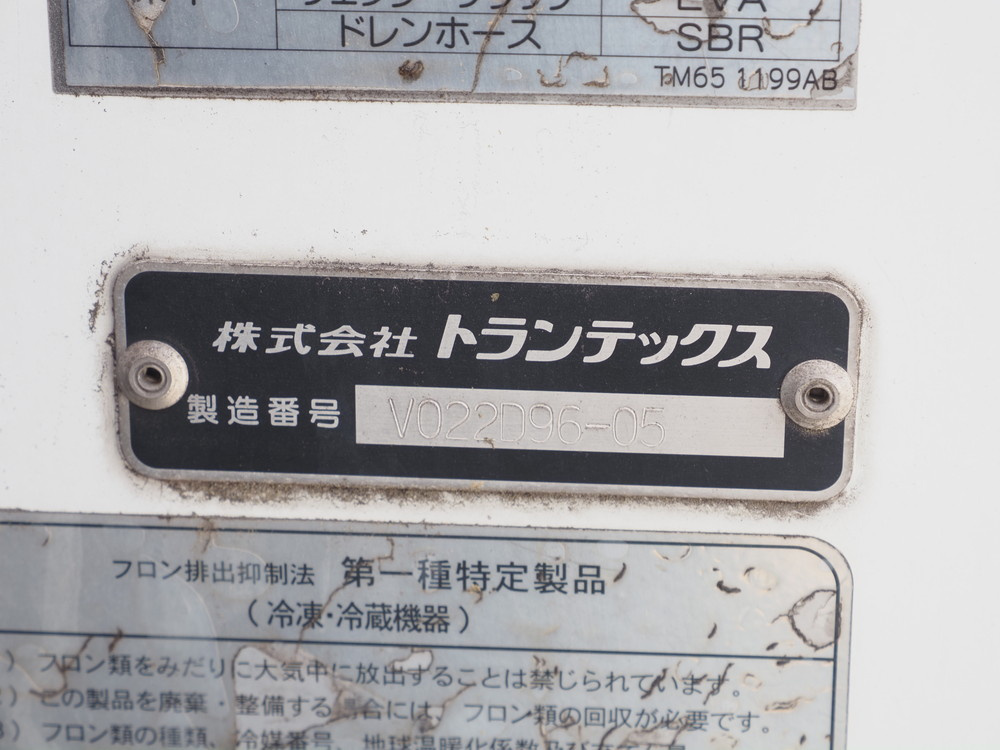 EVA
ドレンホース SBR
TM65 1199AB
株式会社 トランテックス
製造番号 V022D96-05
フロン排出抑制法 第一種特定製品
(冷凍・冷蔵機器)
) フロン類をみだりに大気中に放出することは禁じられています。
2) この製品を廃棄・整備する場合には、フロン類の回収が必要です。
3) フロン類の種類、冷媒番号、地球温暖化係数及び